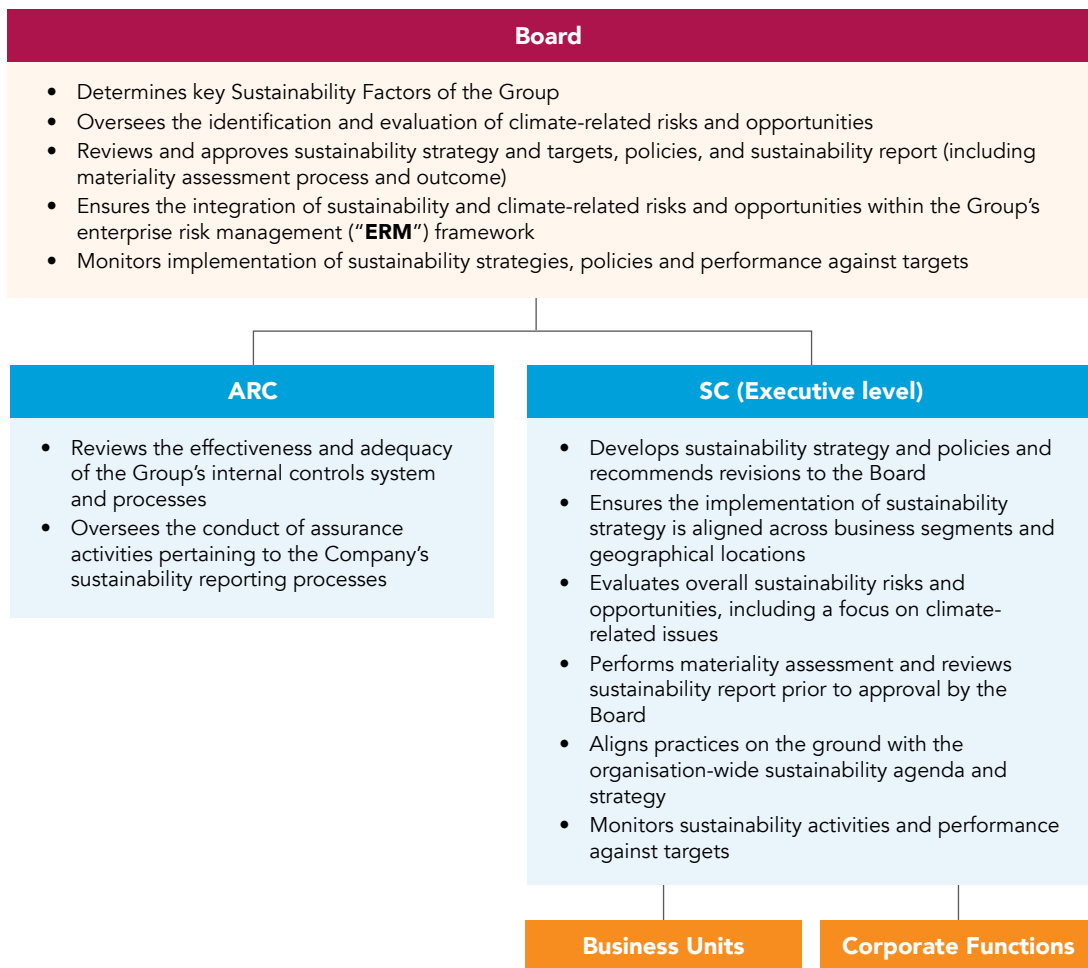 Board
• Determines key Sustainability Factors of the Group
• Oversees the identification and evaluation of climate-related risks and opportunities
• Reviews and approves sustainability strategy and targets, policies, and sustainability report (including
materiality assessment process and outcome)
• Ensures the integration of sustainability and climate-related risks and opportunities within the Group’s
enterprise risk management (“ERM”) framework
• Monitors implementation of sustainability strategies, policies and performance against targets
ARC
• Reviews the effectiveness and adequacy
of the Group’s internal controls system
and processes
• Oversees the conduct of assurance
activities pertaining to the Company’s
sustainability reporting processes
SC (Executive level)
• Develops sustainability strategy and policies and
recommends revisions to the Board
• Ensures the implementation of sustainability
strategy is aligned across business segments and
geographical locations
• Evaluates overall sustainability risks and
opportunities, including a focus on climate-
related issues
• Performs materiality assessment and reviews
sustainability report prior to approval by the
Board
• Aligns practices on the ground with the
organisation-wide sustainability agenda and
strategy
• Monitors sustainability activities and performance
against targets
Business Units
Corporate Functions